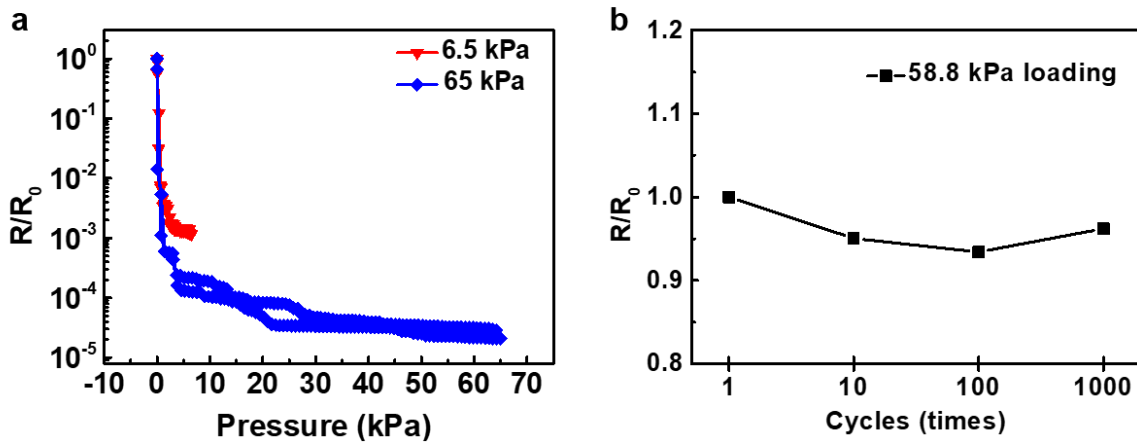 a
6.5 kPa
65 kPa
10⁰
10⁻¹
10⁻²
10⁻³
10⁻⁴
10⁻⁵
R/R₀
-10 0 10 20 30 40 50 60 70
Pressure (kPa)
b
58.8 kPa loading
1.2
1.1
1.0
0.9
0.8
R/R₀
1 10 100 1000
Cycles (times)